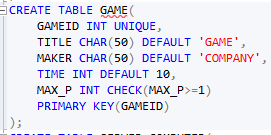 CREATE TABLE GAME(
GAMEID INT UNIQUE,
TITLE CHAR(50) DEFAULT 'GAME',
MAKER CHAR(50) DEFAULT 'COMPANY',
TIME INT DEFAULT 10,
MAX_P INT CHECK(MAX_P>=1)
PRIMARY KEY(GAMEID)
);